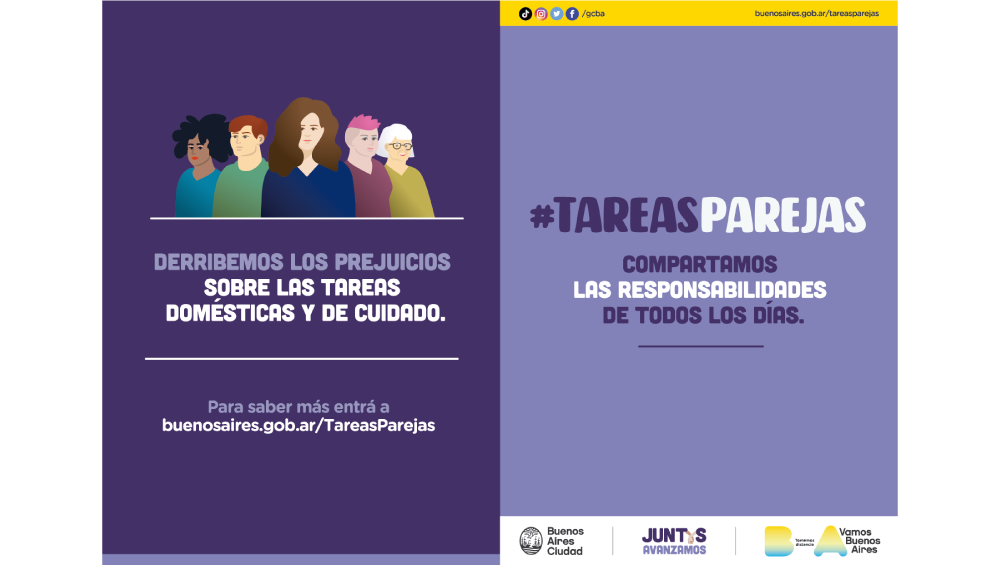 DERRIBEMOS LOS PREJUICIOS
SOBRE LAS TAREAS
DOMÉSTICAS Y DE CUIDADO.
Para saber más entrá a
buenosaires.gob.ar/TareasParejas
/gcba
buenosaires.gob.ar/tareasparejas
#TAREASPAREJAS
COMPARTAMOS
LAS RESPONSABILIDADES
DE TODOS LOS DÍAS.
Buenos
Aires
Ciudad
JUNTOS
AVANZAMOS
B
Tomemos
distancia
A
Vamos
Buenos
Aires